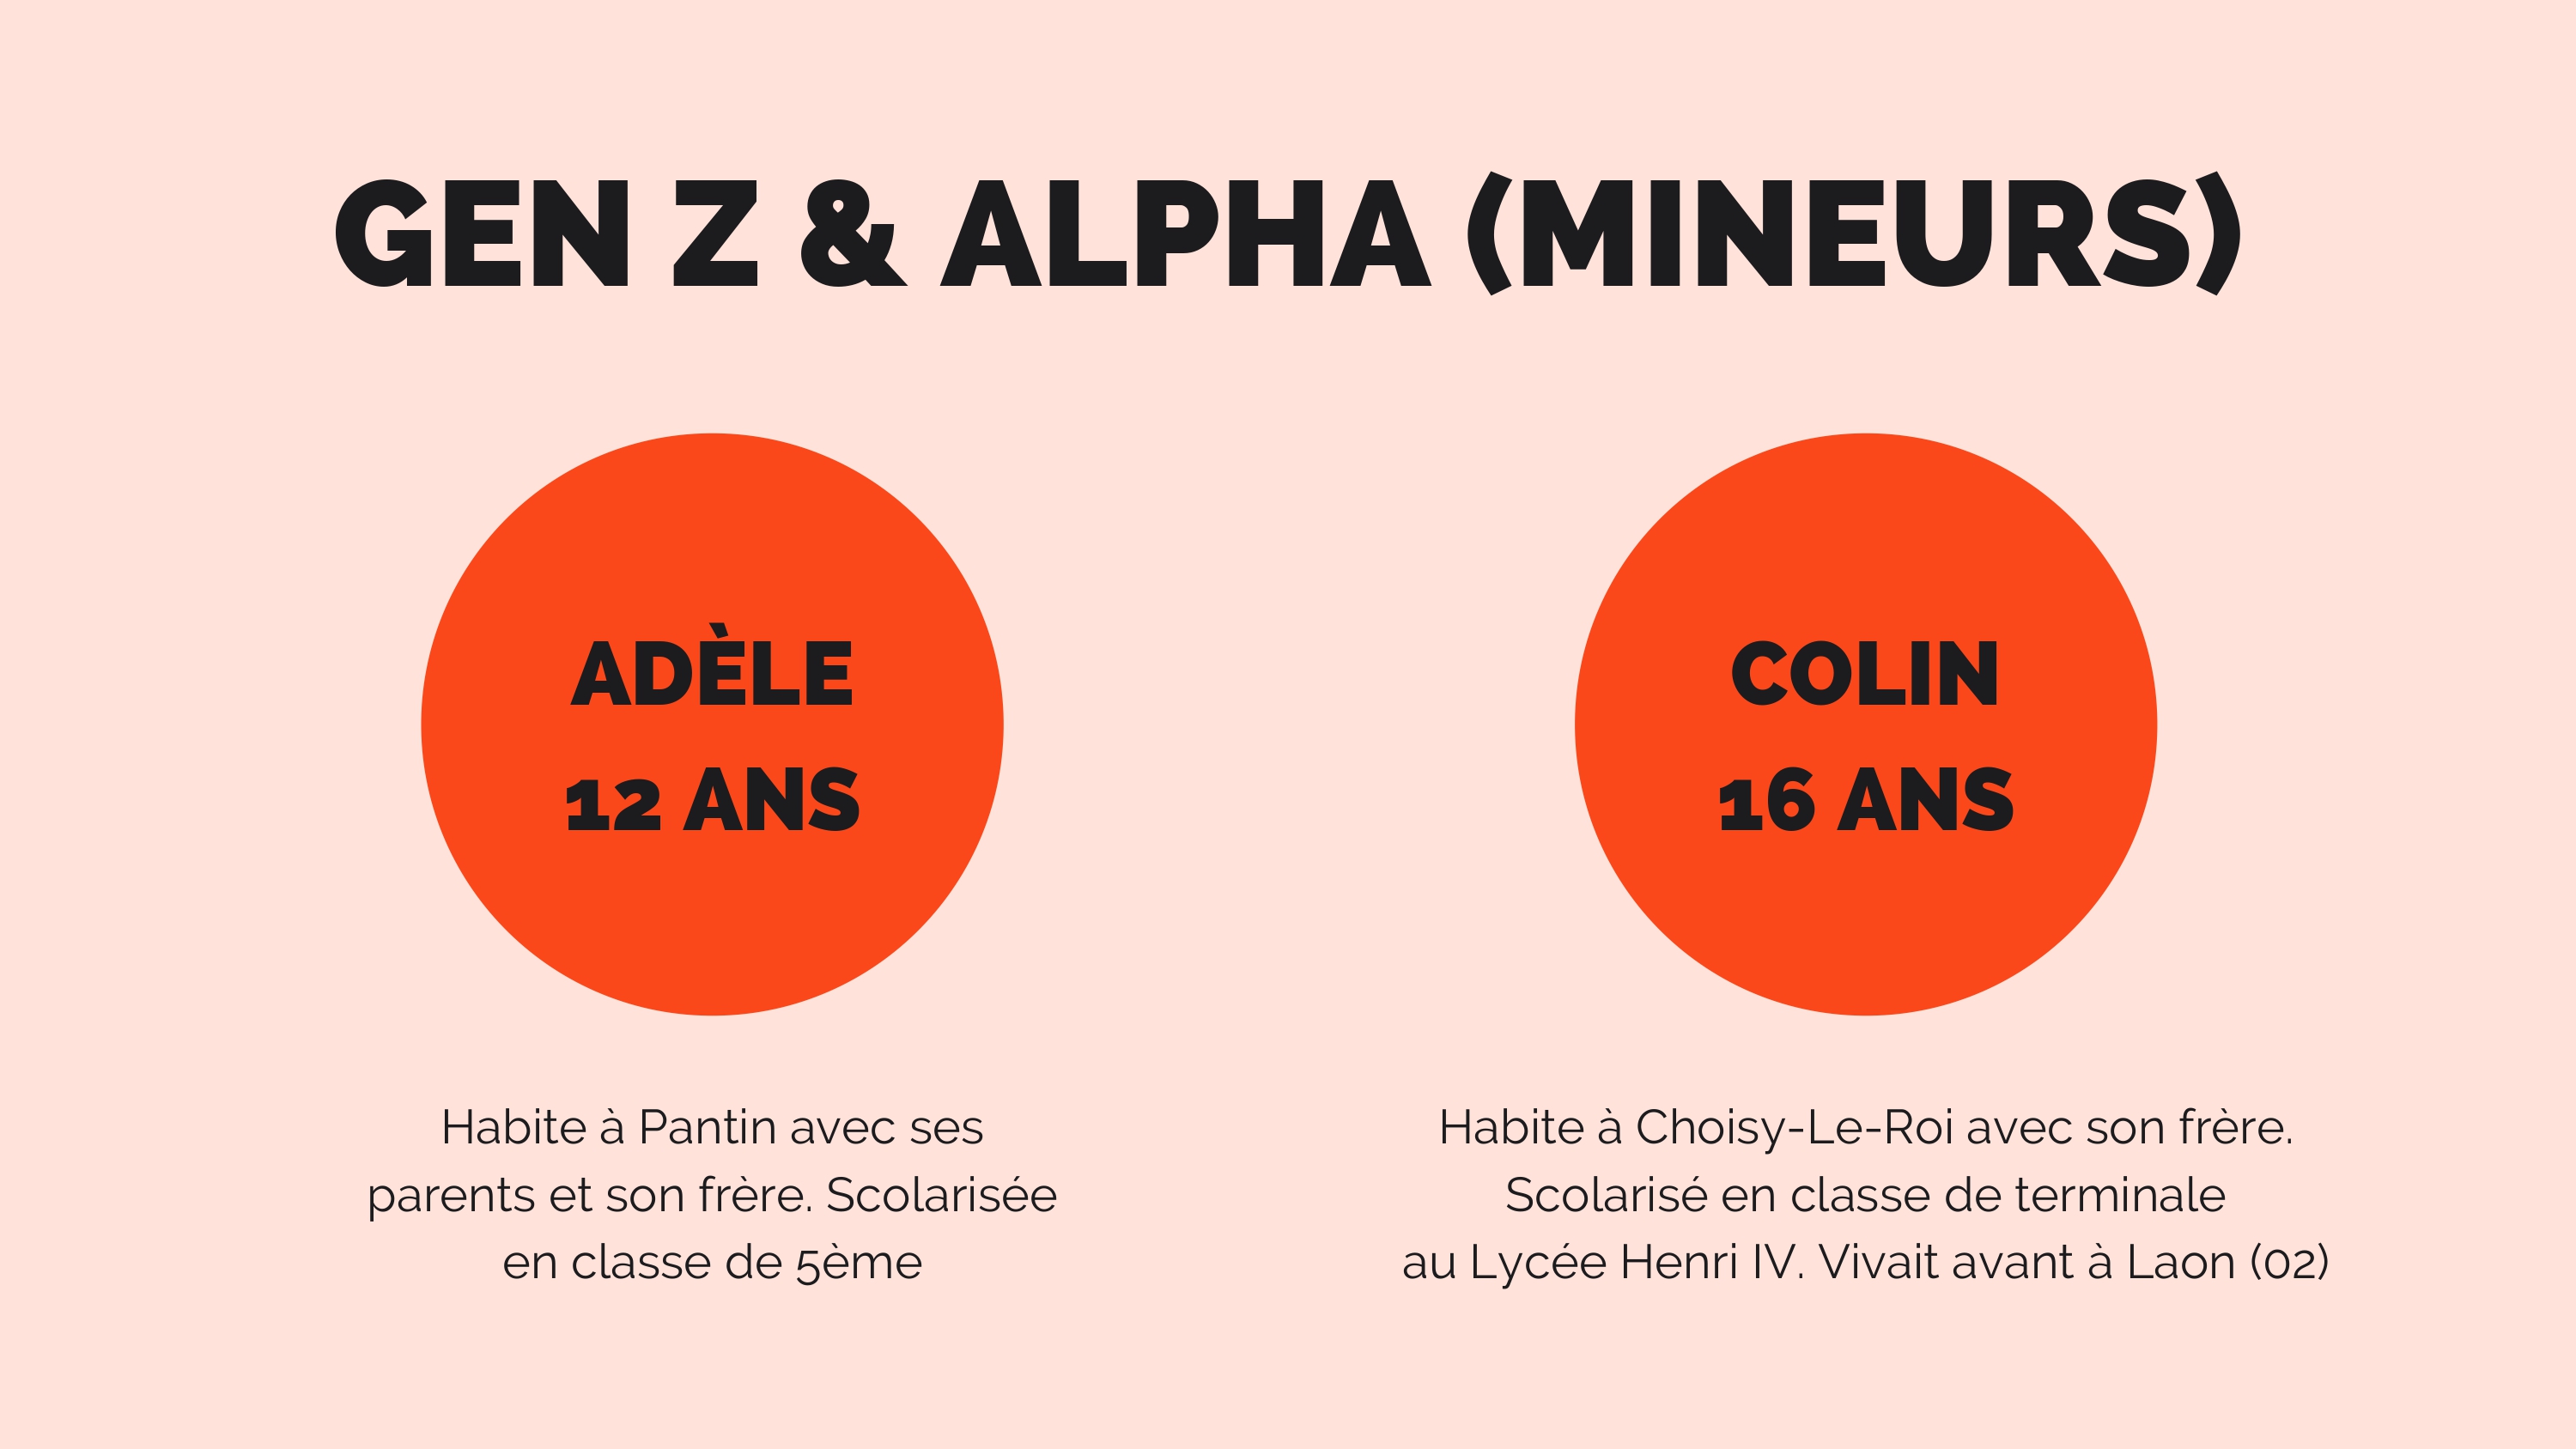 GEN Z & ALPHA (MINEURS)
ADÈLE
12 ANS
Habite à Pantin avec ses
parents et son frère. Scolarisée
en classe de 5ème
COLIN
16 ANS
Habite à Choisy-Le-Roi avec son frère.
Scolarisé en classe de terminale
au Lycée Henri IV. Vivait avant à Laon (02)